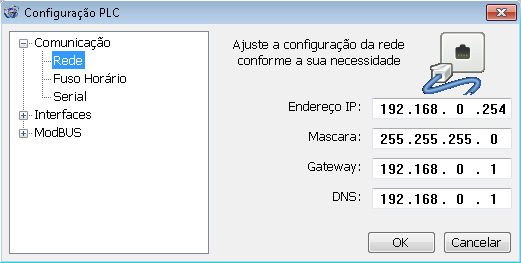 Configuração PLC
Comunicação
Rede
Fuso Horário
Serial
Interfaces
ModBUS
Ajuste a configuração da rede
conforme a sua necessidade
Endereço IP: 192.168. 0 .254
Mascara: 255.255.255. 0
Gateway: 192.168. 0 . 1
DNS: 192.168. 0 . 1
OK Cancelar